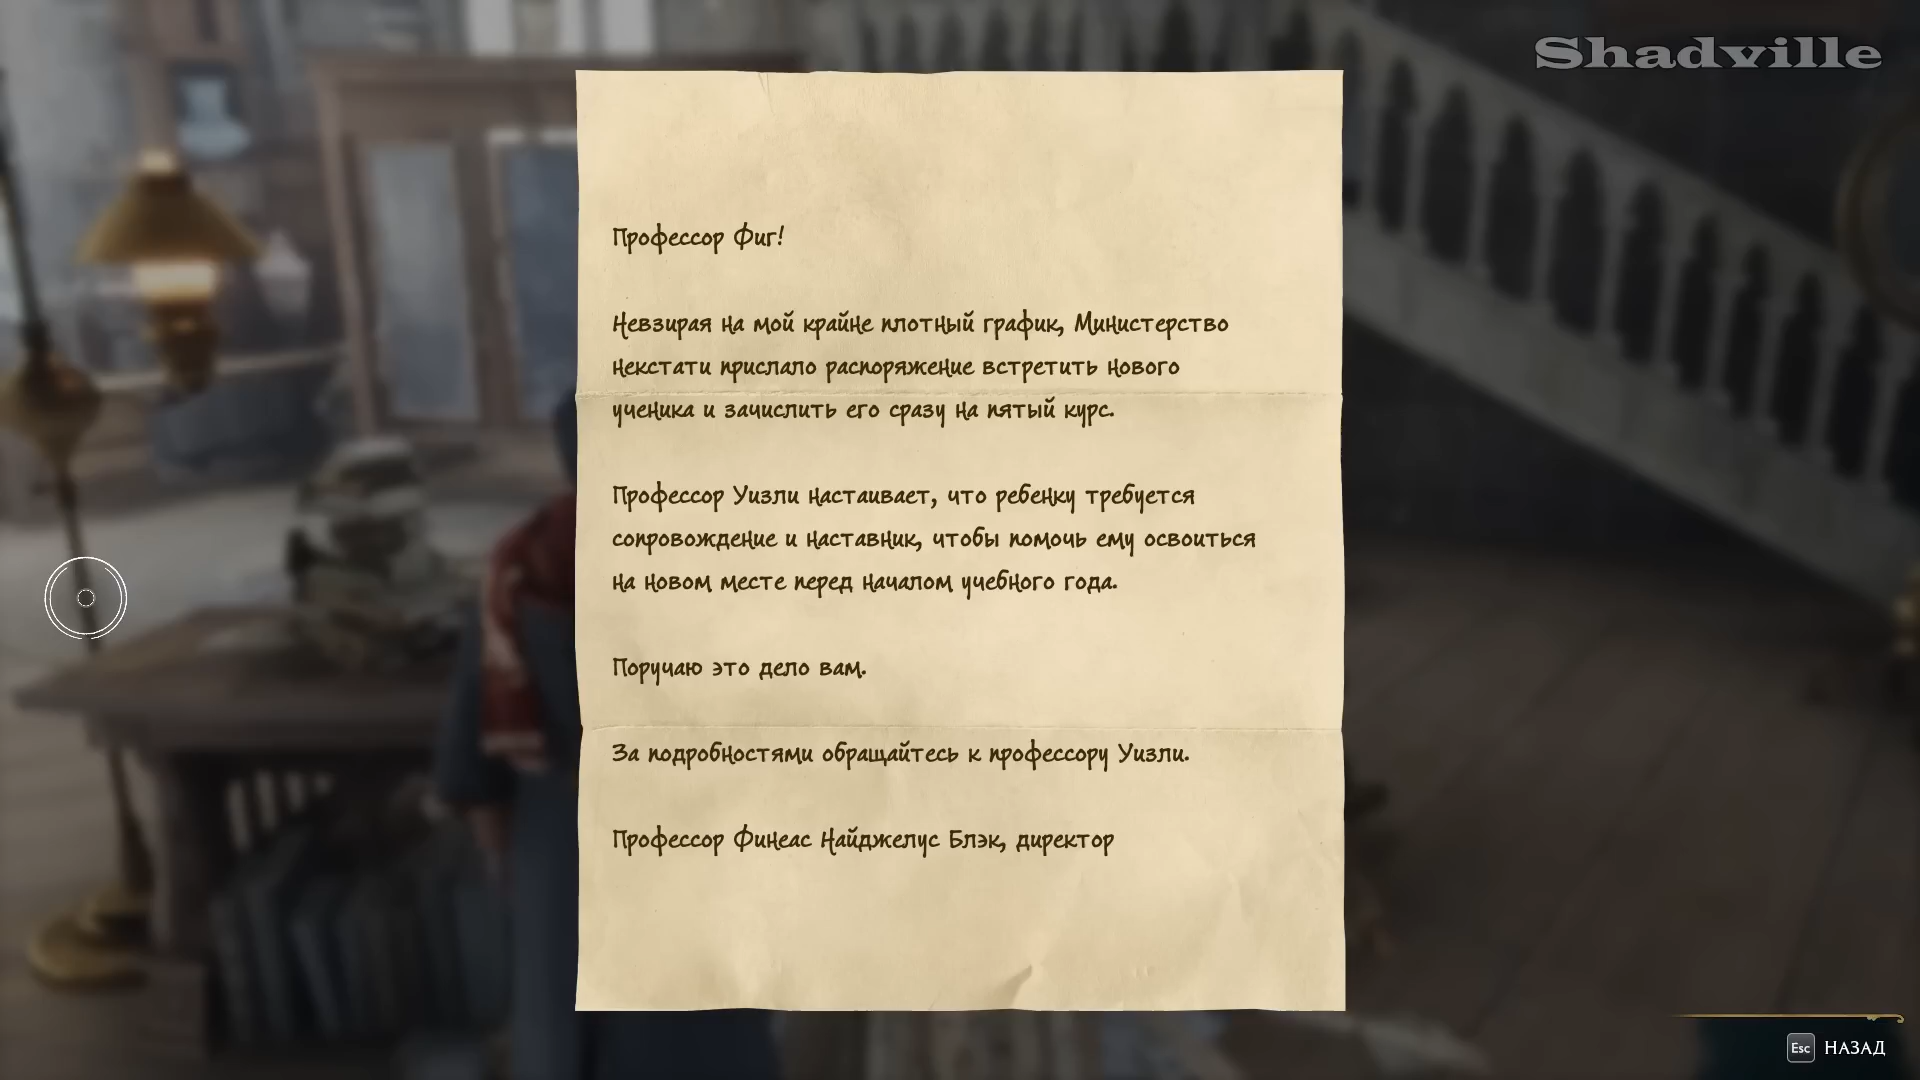 Shadville
Профессор Фиг!
Невзирая на мой крайне плотный график, Министерство
некстати прислало распоряжение встретить нового
ученика и зачислить его сразу на пятый курс.
Профессор Уизли настаивает, что ребенку требуется
сопровождение и наставник, чтобы помочь ему освоиться
на новом месте перед началом учебного года.
Поручаю это дело вам.
За подробностями обращайтесь к профессору Уизли.
Профессор Финеас Найджелус Блэк, директор
Esc НАЗАД